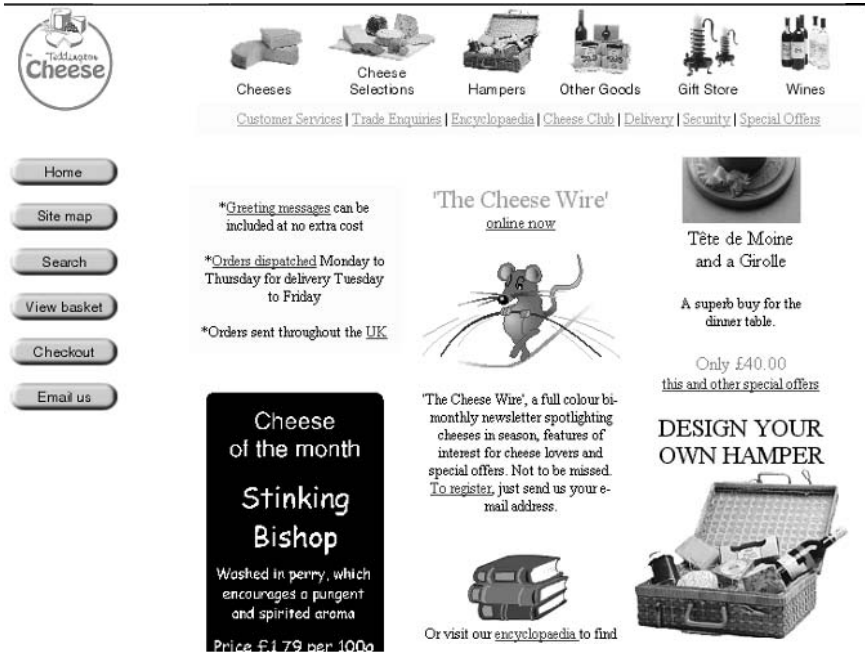 The
Teddington
Cheese
Cheeses
Cheese
Selections
Hampers
Other Goods
Gift Store
Wines
Customer Services | Trade Enquiries | Encyclopaedia | Cheese Club | Delivery | Security | Special Offers
Home
Site map
Search
View basket
Checkout
Email us
*Greeting messages can be
included at no extra cost
*Orders dispatched Monday to
Thursday for delivery Tuesday
to Friday
*Orders sent throughout the UK
Cheese
of the month
Stinking
Bishop
Washed in perry, which
encourages a pungent
and spirited aroma
Price £1.79 per 100g
'The Cheese Wire'
online now
'The Cheese Wire', a full colour bi-
monthly newsletter spotlighting
cheeses in season, features of
interest for cheese lovers and
special offers. Not to be missed.
To register, just send us your e-
mail address.
Or visit our encyclopaedia to find
Tête de Moine
and a Girolle
A superb buy for the
dinner table.
Only £40.00
this and other special offers
DESIGN YOUR
OWN HAMPER